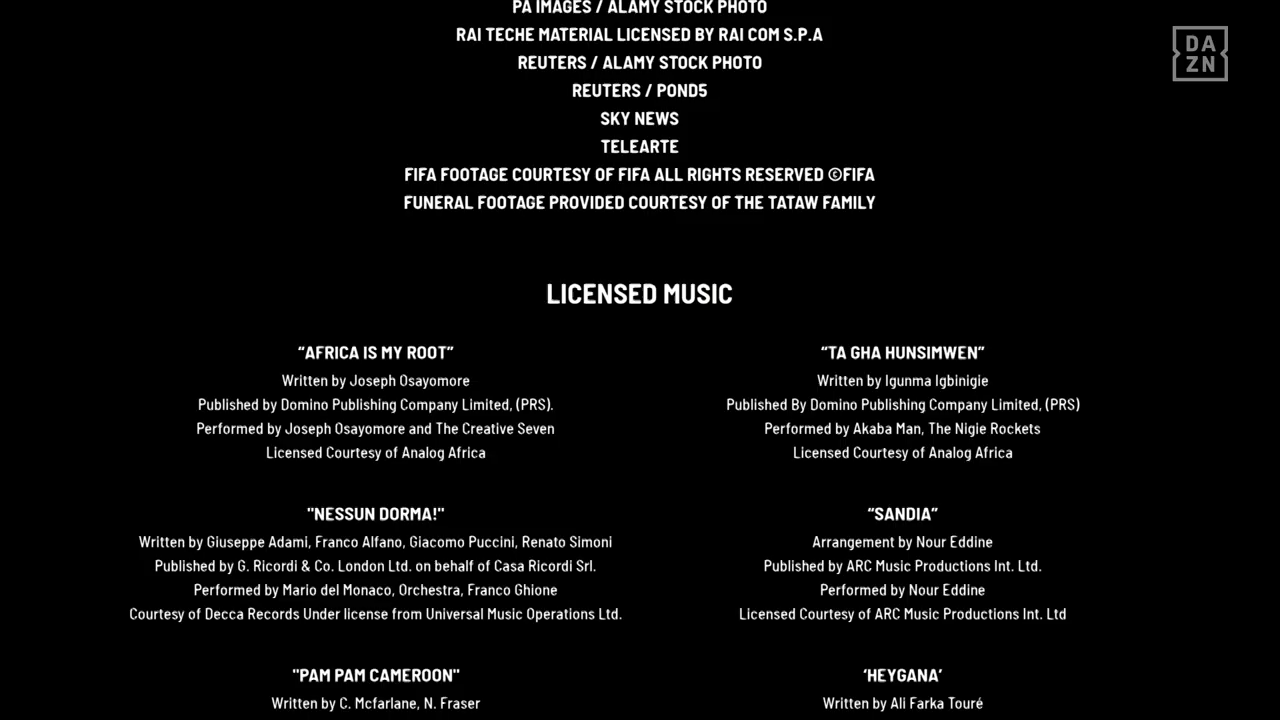 PA IMAGES / ALAMY STOCK PHOTO
RAI TECHE MATERIAL LICENSED BY RAI COM S.P.A
REUTERS / ALAMY STOCK PHOTO
REUTERS / POND5
SKY NEWS
TELEARTE
FIFA FOOTAGE COURTESY OF FIFA ALL RIGHTS RESERVED ©FIFA
FUNERAL FOOTAGE PROVIDED COURTESY OF THE TATAW FAMILY
DA
ZN
LICENSED MUSIC
“AFRICA IS MY ROOT”
Written by Joseph Osayomore
Published by Domino Publishing Company Limited, (PRS).
Performed by Joseph Osayomore and The Creative Seven
Licensed Courtesy of Analog Africa
“TA GHA HUNSIMWEN”
Written by Igunma Igbinigie
Published By Domino Publishing Company Limited, (PRS)
Performed by Akaba Man, The Nigie Rockets
Licensed Courtesy of Analog Africa
"NESSUN DORMA!"
Written by Giuseppe Adami, Franco Alfano, Giacomo Puccini, Renato Simoni
Published by G. Ricordi & Co. London Ltd. on behalf of Casa Ricordi Srl.
Performed by Mario del Monaco, Orchestra, Franco Ghione
Courtesy of Decca Records Under license from Universal Music Operations Ltd.
“SANDIA”
Arrangement by Nour Eddine
Published by ARC Music Productions Int. Ltd.
Performed by Nour Eddine
Licensed Courtesy of ARC Music Productions Int. Ltd
"PAM PAM CAMEROON"
Written by C. Mcfarlane, N. Fraser
‘HEYGANA’
Written by Ali Farka Touré